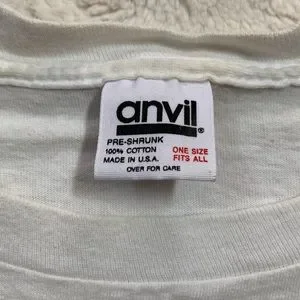 anvil®
PRE-SHRUNK
100% COTTON ONE SIZE
MADE IN U.S.A. FITS ALL
OVER FOR CARE